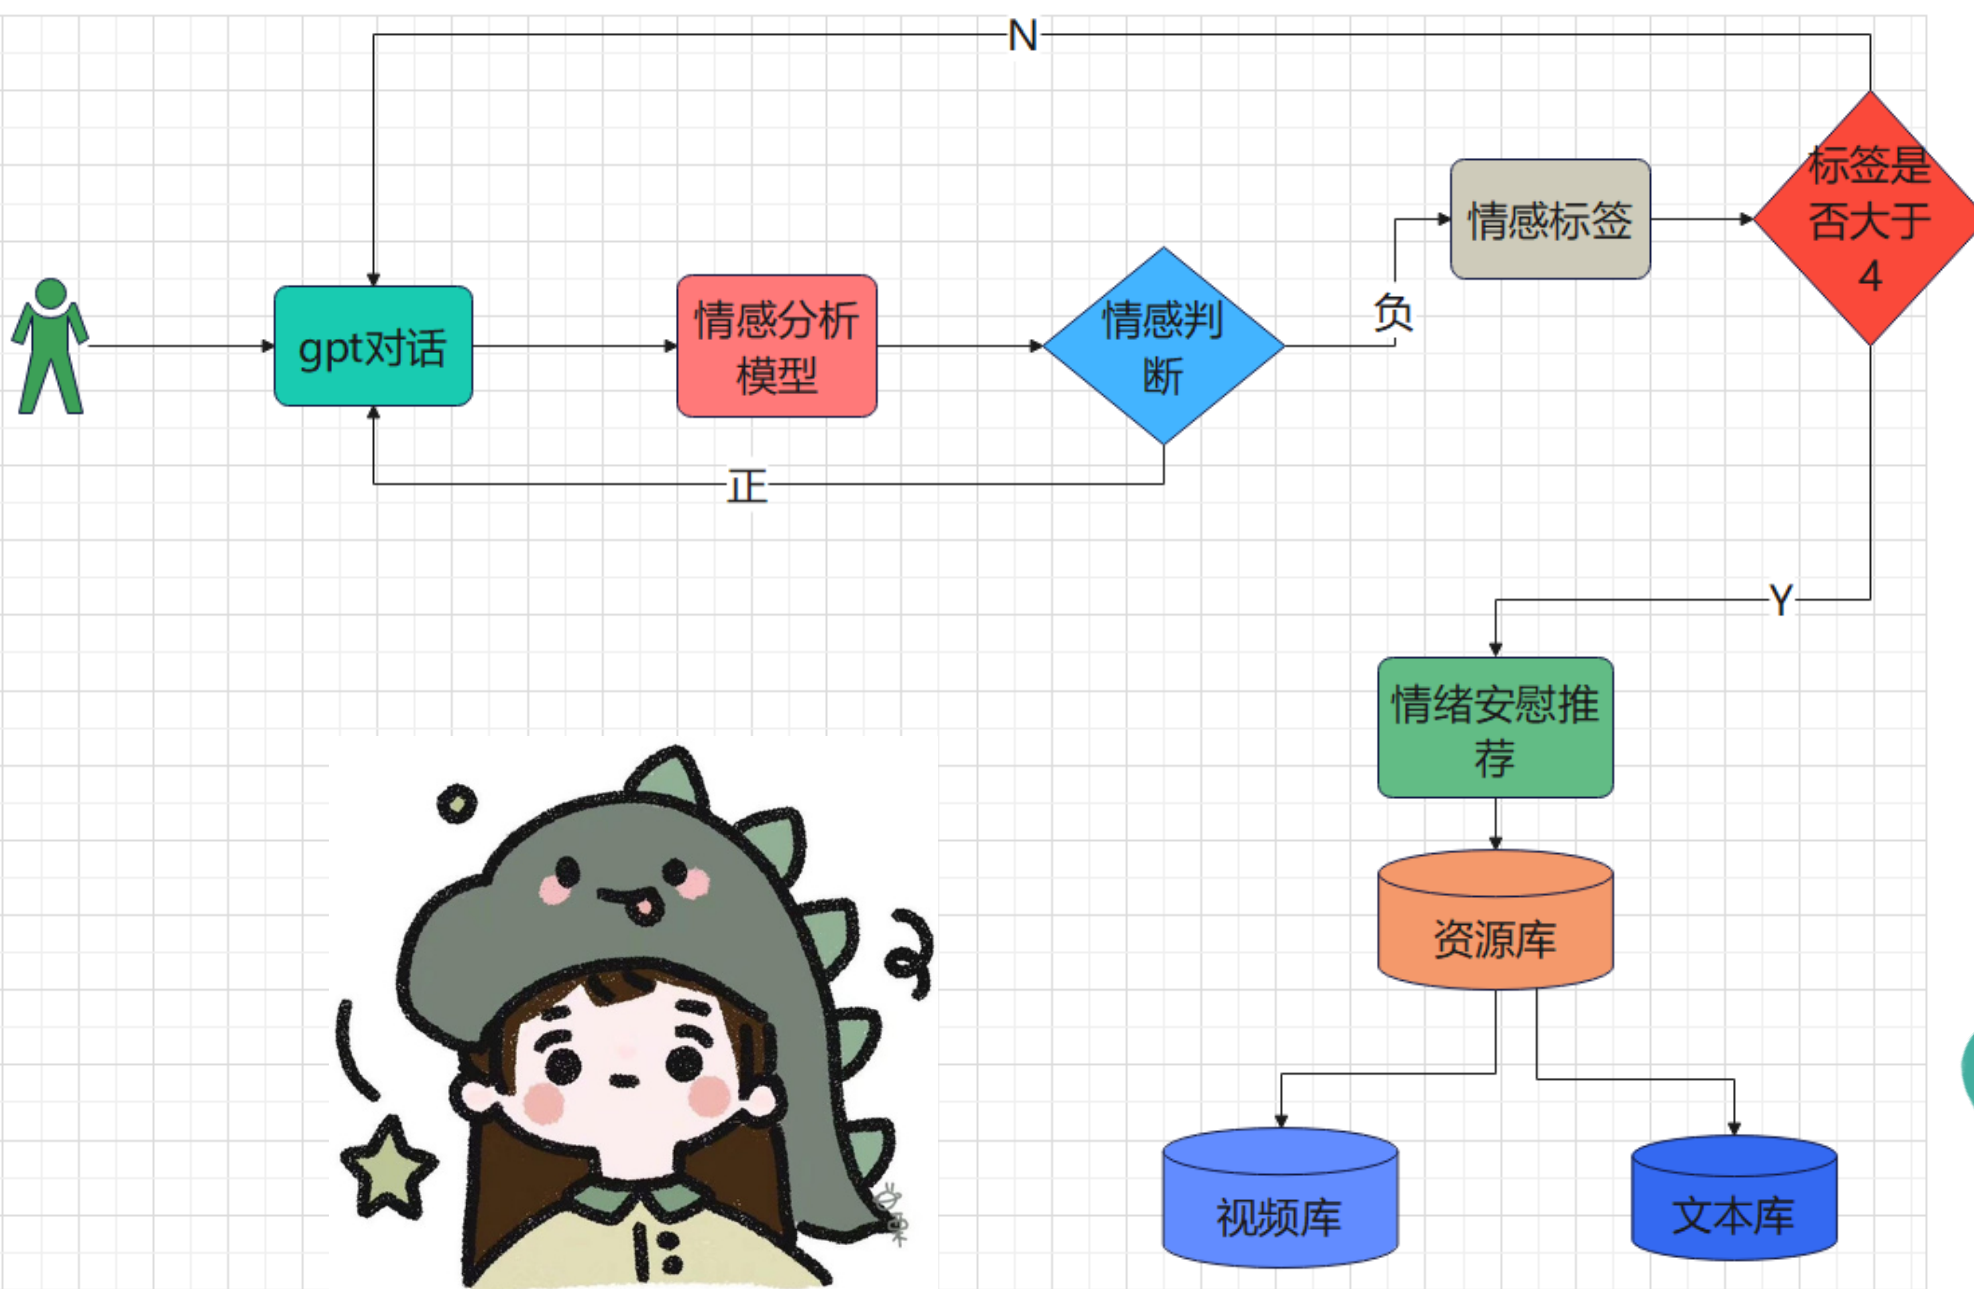 N
标签是
否大于
4
情感标签
负
gpt对话
情感分析
模型
情感判
断
正
Y
情绪安慰推
荐
资源库
视频库
文本库